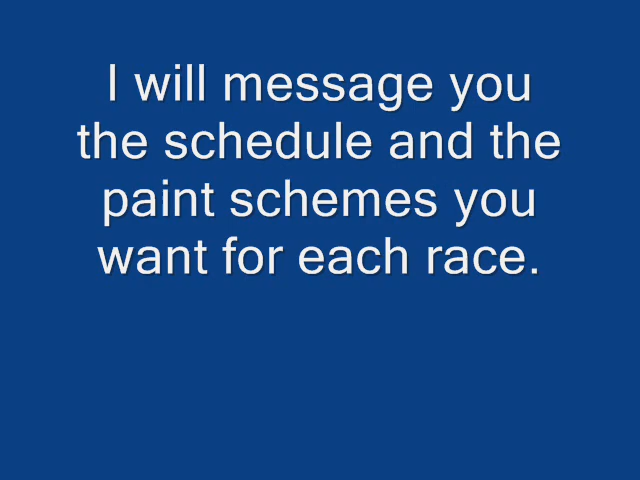 I will message you
the schedule and the
paint schemes you
want for each race.